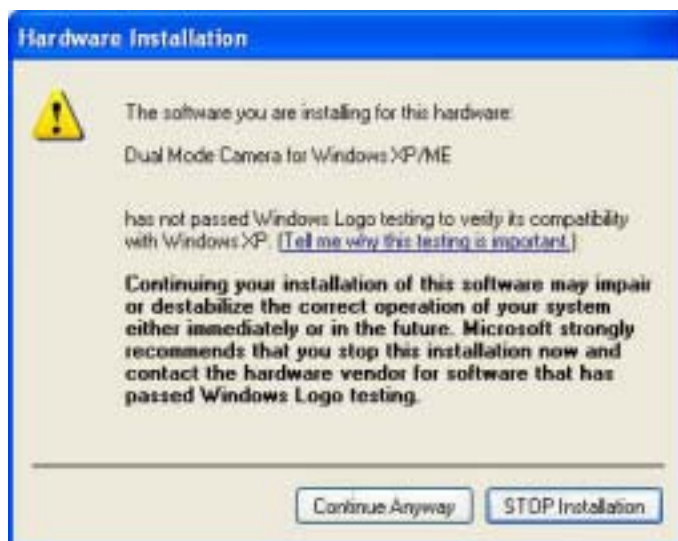 Hardware Installation
The software you are installing for this hardware:
Dual Mode Camera for Windows XP/ME
has not passed Windows Logo testing to verify its compatibility
with Windows XP. (Tell me why this testing is important.)
Continuing your installation of this software may impair
or destabilize the correct operation of your system
either immediately or in the future. Microsoft strongly
recommends that you stop this installation now and
contact the hardware vendor for software that has
passed Windows Logo testing.
Continue Anyway
STOP Installation